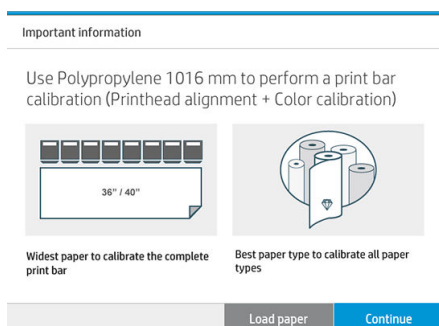 Important information
Use Polypropylene 1016 mm to perform a print bar
calibration (Printhead alignment + Color calibration)
36" / 40"
Widest paper to calibrate the complete
print bar
Best paper type to calibrate all paper
types
Load paper
Continue